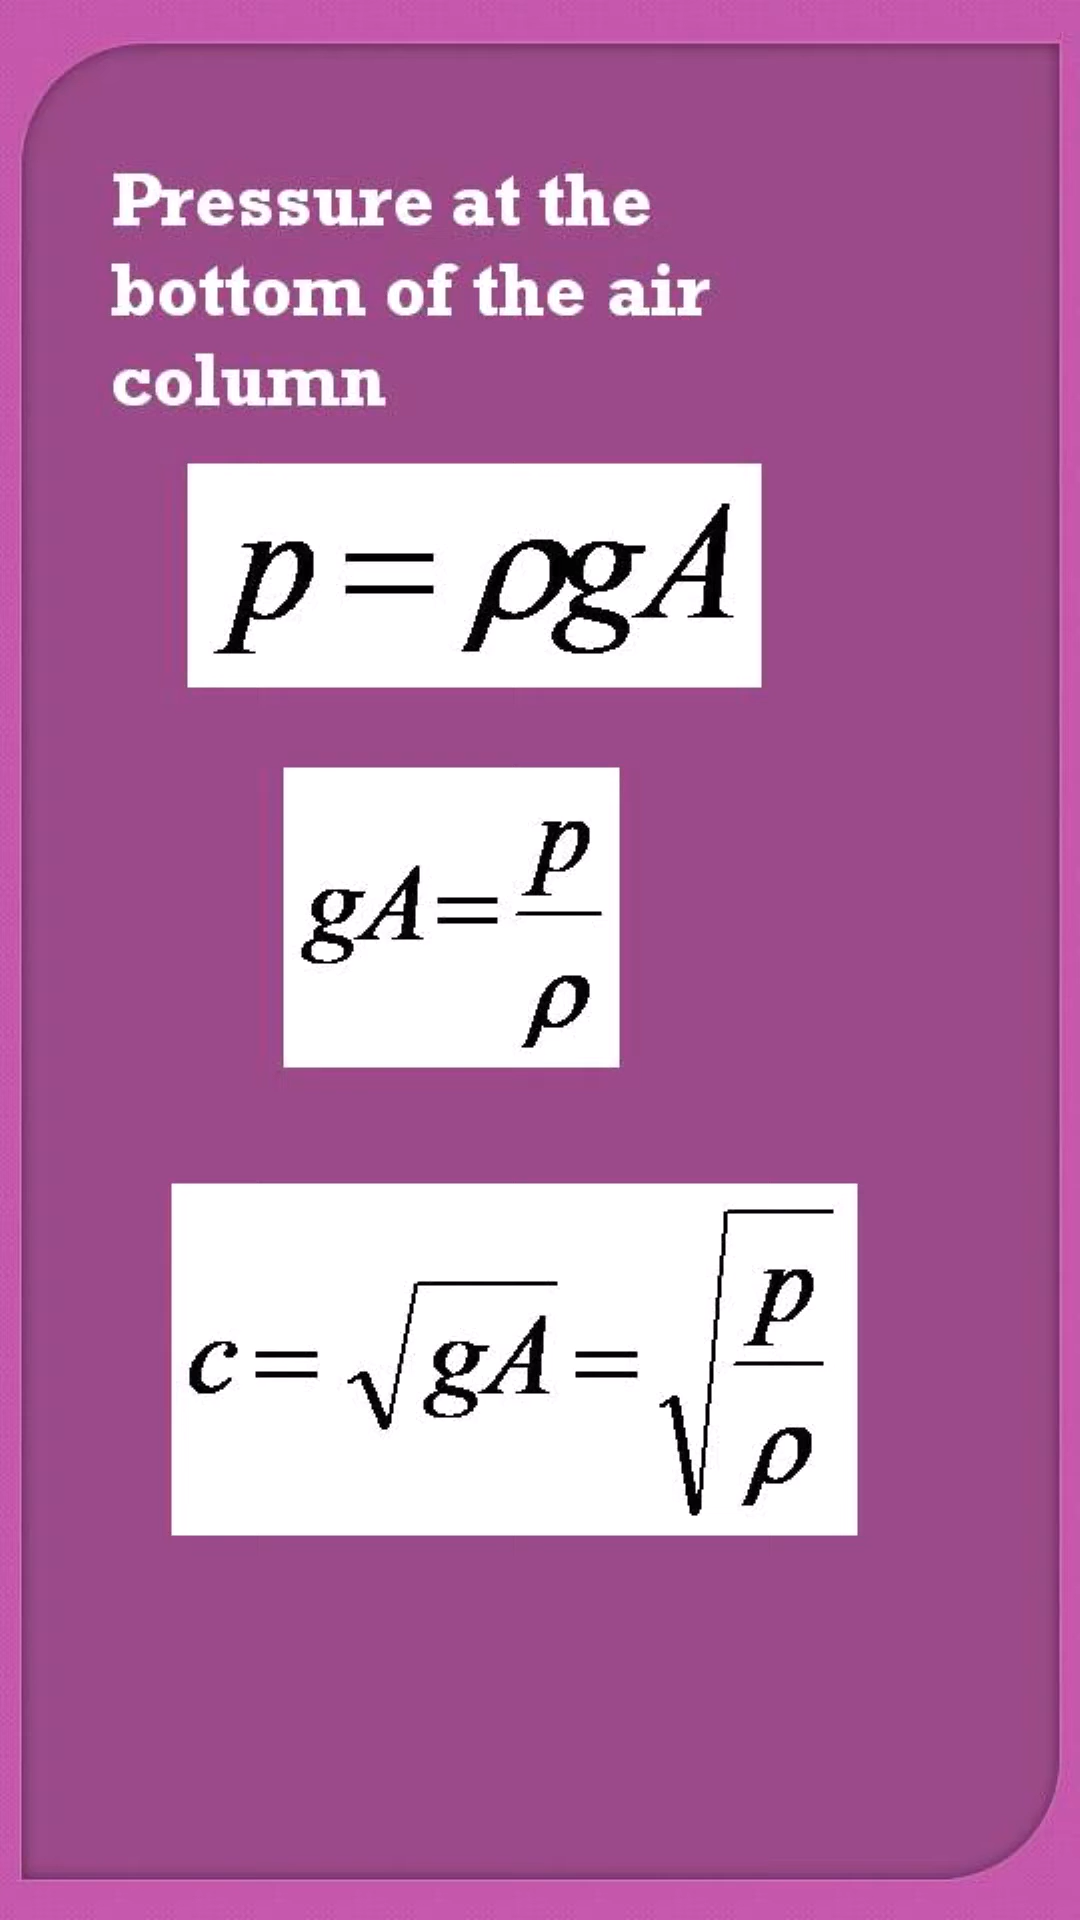 Pressure at the
bottom of the air
column
p = ρgA
gA = p/ρ
c = √gA = √p/ρ